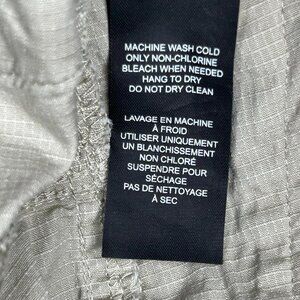 MACHINE WASH COLD
ONLY NON-CHLORINE
BLEACH WHEN NEEDED
HANG TO DRY
DO NOT DRY CLEAN
LAVAGE EN MACHINE
À FROID
UTILISER UNIQUEMENT
UN BLANCHISSEMENT
NON CHLORÉ
SUSPENDRE POUR
SÉCHAGE
PAS DE NETTOYAGE
À SEC